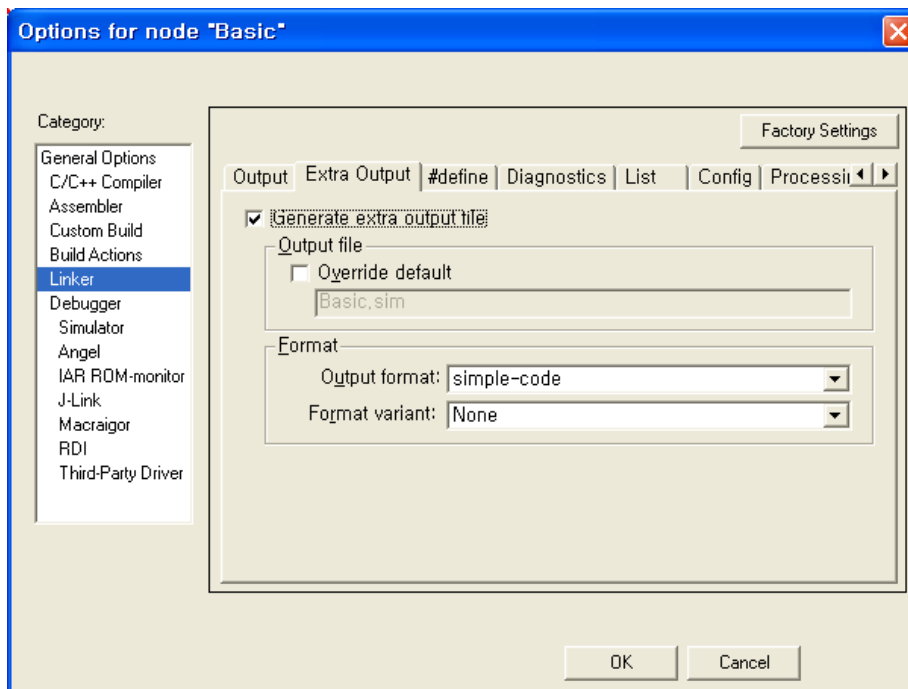 Options for node "Basic"
Category:
Factory Settings
General Options
C/C++ Compiler
Assembler
Custom Build
Build Actions
Linker
Debugger
Simulator
Angel
IAR ROM-monitor
J-Link
Macraigor
RDI
Third-Party Driver
Output Extra Output #define Diagnostics List Config Processin
Generate extra output file
Output file
Override default
Basic.sim
Format
Output format: simple-code
Format variant: None
OK Cancel